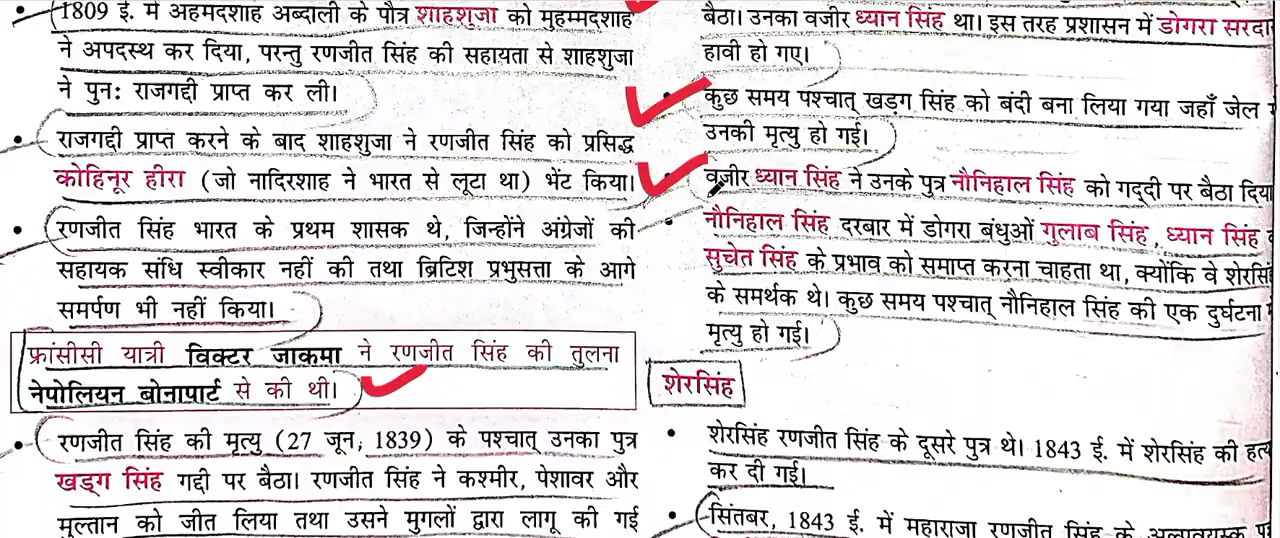 1809 ई. में अहमदशाह अब्दाली के पौत्र शाहशुजा को मुहम्मदशाह
ने अपदस्थ कर दिया, परन्तु रणजीत सिंह की सहायता से शाहशुजा
ने पुनः राजगद्दी प्राप्त कर ली।
राजगद्दी प्राप्त करने के बाद शाहशुजा ने रणजीत सिंह को प्रसिद्ध
कोहिनूर हीरा (जो नादिरशाह ने भारत से लूटा था) भेंट किया।
रणजीत सिंह भारत के प्रथम शासक थे, जिन्होंने अंग्रेजों की
सहायक संधि स्वीकार नहीं की तथा ब्रिटिश प्रभुसत्ता के आगे
समर्पण भी नहीं किया।
फ्रांसीसी यात्री विक्टर जाकमा ने रणजीत सिंह की तुलना
नेपोलियन बोनापार्ट से की थी।
रणजीत सिंह की मृत्यु (27 जून, 1839) के पश्चात् उनका पुत्र
खड्ग सिंह गद्दी पर बैठा। रणजीत सिंह ने कश्मीर, पेशावर और
मुल्तान को जीत लिया तथा उसने मुगलों द्वारा लागू की गई
बैठा। उनका वजीर ध्यान सिंह था। इस तरह प्रशासन में डोगरा
हावी हो गए।
कुछ समय पश्चात् खड्ग सिंह को बंदी बना लिया गया जहाँ जेल
उनकी मृत्यु हो गई।
वजीर ध्यान सिंह ने उनके पुत्र नौनिहाल सिंह को गद्दी पर बैठा दिया
नौनिहाल सिंह दरबार में डोगरा बंधुओं गुलाब सिंह, ध्यान सिंह
सुचेत सिंह के प्रभाव को समाप्त करना चाहता था, क्योंकि वे
के समर्थक थे। कुछ समय पश्चात् नौनिहाल सिंह की एक दुर्घटना
मृत्यु हो गई।
शेरसिंह
शेरसिंह रणजीत सिंह के दूसरे पुत्र थे। 1843 ई. में शेरसिंह की
कर दी गई।
सितंबर, 1843 ई. में महाराजा रणजीत सिंह के अल्पवयस्क